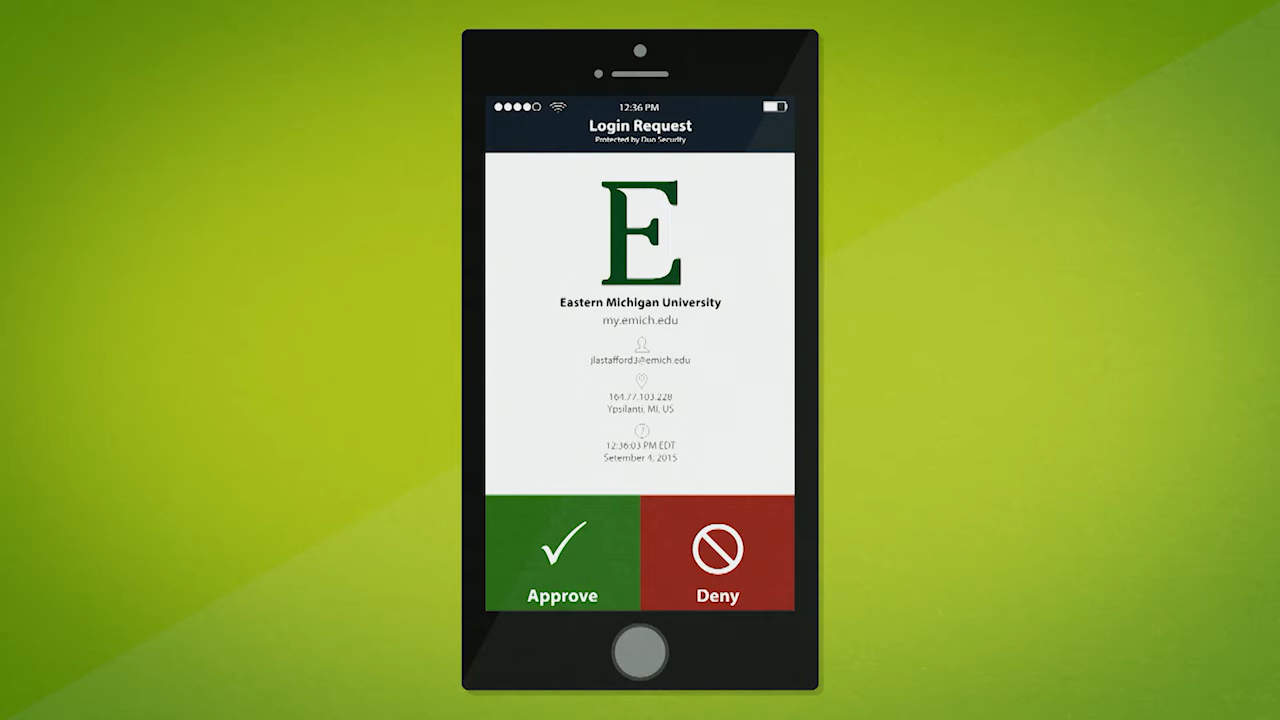 12:36 PM
Login Request
Protected by Duo Security
E
Eastern Michigan University
my.emich.edu
jlastafford3@emich.edu
164.77.103.228
Ypsilanti, MI, US
12:36:03 PM EDT
Setember 4, 2015
Approve
Deny